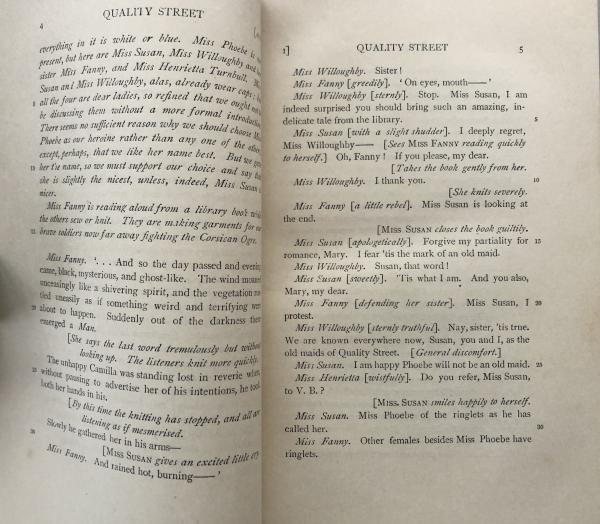 4
QUALITY STREET
everything in it is white or blue. Miss Phoebe is
present, but here are Miss Susan, Miss Willoughby and
sister Miss Fanny, and Miss Henrietta Turnbull.
Susan and Miss Willoughby, alas, already wear caps;
5 all the four are dear ladies, so refined that we ought
be discussing them without a more formal
There seems no sufficient reason why we should choose
Phoebe as our heroine rather than any one of the
except, perhaps, that we like her name best. But we
10 her the name, so we must support our choice and say
she is slightly the nicest, unless, indeed, Miss Susan
nicer.
Miss Fanny is reading aloud from a library book while
the others sew or knit. They are making garments for
15 brave soldiers now far away fighting the Corsican Ogre.
Miss Fanny. '. . . And so the day passed and evening
came, black, mysterious, and ghost-like. The wind moaned
unceasingly like a shivering spirit, and the vegetation
tled uneasily as if something weird and terrifying were
20 about to happen. Suddenly out of the darkness there
emerged a Man.
[She says the last word tremulously but without
looking up. The listeners knit more quickly.
The unhappy Camilla was standing lost in reverie when,
25 without pausing to advertise her of his intentions, he took
both her hands in his.
[By this time the knitting has stopped, and all are
listening as if mesmerised.
Slowly he gathered her in his arms—
[MISS SUSAN gives an excited little cry
30
Miss Fanny. And rained hot, burning——'
1]
QUALITY STREET
5
Miss Willoughby. Sister!
Miss Fanny [greedily]. 'On eyes, mouth——'
Miss Willoughby [sternly]. Stop. Miss Susan, I am
indeed surprised you should bring such an amazing, in-
delicate tale from the library. 5
Miss Susan [with a slight shudder]. I deeply regret,
Miss Willoughby—— [Sees MISS FANNY reading quickly
to herself.] Oh, Fanny! If you please, my dear.
[Takes the book gently from her.
Miss Willoughby. I thank you. 10
[She knits severely.
Miss Fanny [a little rebel]. Miss Susan is looking at
the end.
[MISS SUSAN closes the book guiltily.
Miss Susan [apologetically]. Forgive my partiality for 15
romance, Mary. I fear 'tis the mark of an old maid.
Miss Willoughby. Susan, that word!
Miss Susan [sweetly]. 'Tis what I am. And you also,
Mary, my dear.
Miss Fanny [defending her sister]. Miss Susan, I 20
protest.
Miss Willoughby [sternly truthful]. Nay, sister, 'tis true.
We are known everywhere now, Susan, you and I, as the
old maids of Quality Street. [General discomfort.]
Miss Susan. I am happy Phoebe will not be an old maid. 25
Miss Henrietta [wistfully]. Do you refer, Miss Susan,
to V. B.?
[MISS. SUSAN smiles happily to herself.
Miss Susan. Miss Phoebe of the ringlets as he has
called her. 30
Miss Fanny. Other females besides Miss Phoebe have
ringlets.